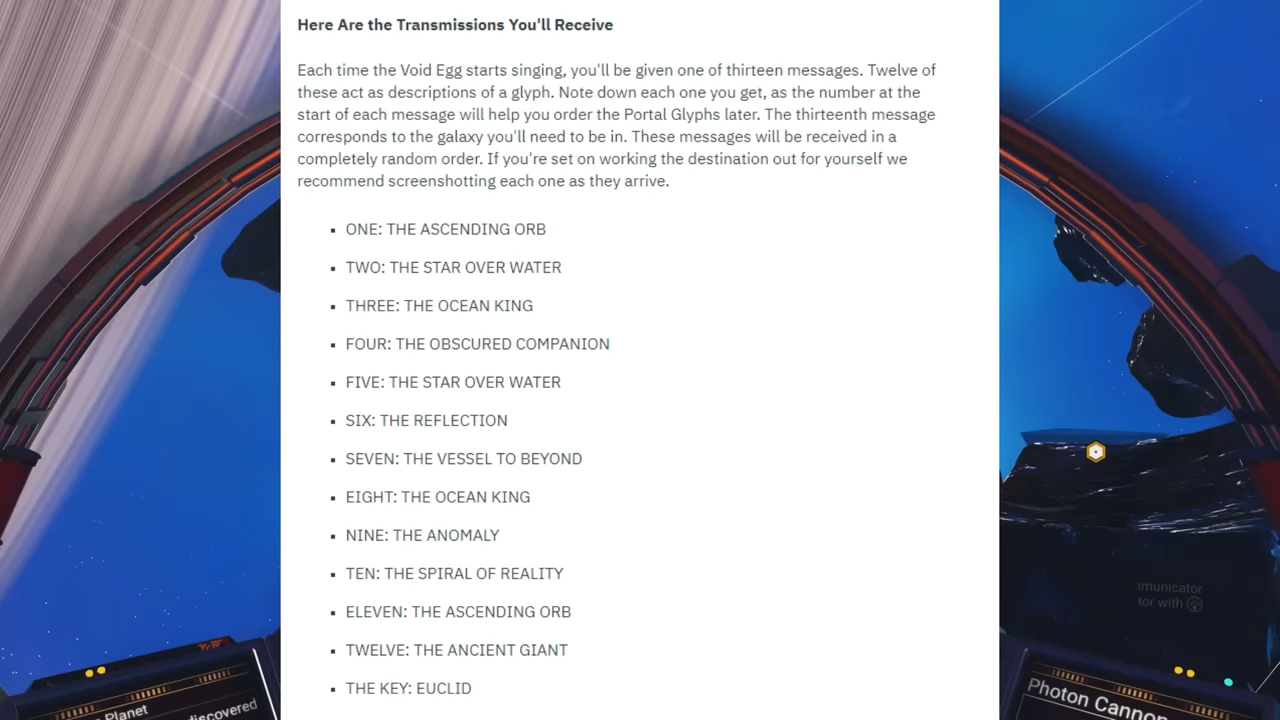 Here Are the Transmissions You'll Receive
Each time the Void Egg starts singing, you'll be given one of thirteen messages. Twelve of
these act as descriptions of a glyph. Note down each one you get, as the number at the
start of each message will help you order the Portal Glyphs later. The thirteenth message
corresponds to the galaxy you'll need to be in. These messages will be received in a
completely random order. If you're set on working the destination out for yourself we
recommend screenshotting each one as they arrive.
▪ ONE: THE ASCENDING ORB
▪ TWO: THE STAR OVER WATER
▪ THREE: THE OCEAN KING
▪ FOUR: THE OBSCURED COMPANION
▪ FIVE: THE STAR OVER WATER
▪ SIX: THE REFLECTION
▪ SEVEN: THE VESSEL TO BEYOND
▪ EIGHT: THE OCEAN KING
▪ NINE: THE ANOMALY
▪ TEN: THE SPIRAL OF REALITY
▪ ELEVEN: THE ASCENDING ORB
▪ TWELVE: THE ANCIENT GIANT
▪ THE KEY: EUCLID
municator
tor with
Planet
discovered
Photon Cannon